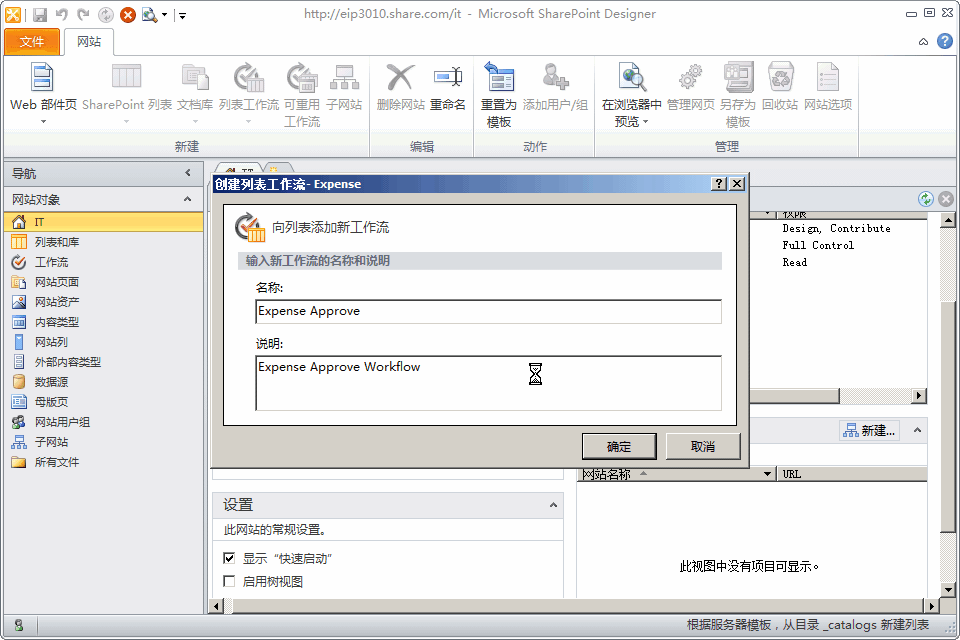 http://eip3010.share.com/it - Microsoft SharePoint Designer
文件 网站
Web 部件页 SharePoint 列表 文档库 列表工作流 可重用 工作流 子网站
新建
删除网站 重命名
编辑
重置为 模板 添加用户/组
动作
在浏览器中 预览 管理网页 另存为 模板 回收站 网站选项
管理
导航
网站对象
IT
列表和库
工作流
网站页面
网站资产
内容类型
网站列
外部内容类型
数据源
母版页
网站用户组
子网站
所有文件
创建列表工作流- Expense
向列表添加新工作流
输入新工作流的名称和说明
名称:
Expense Approve
说明:
Expense Approve Workflow
确定 取消
权限
Design, Contribute
Full Control
Read
新建...
网站名称 URL
此视图中没有项目可显示。
设置
此网站的常规设置。
显示“快速启动”
启用树视图
根据服务器模板，从目录 _catalogs 新建列表